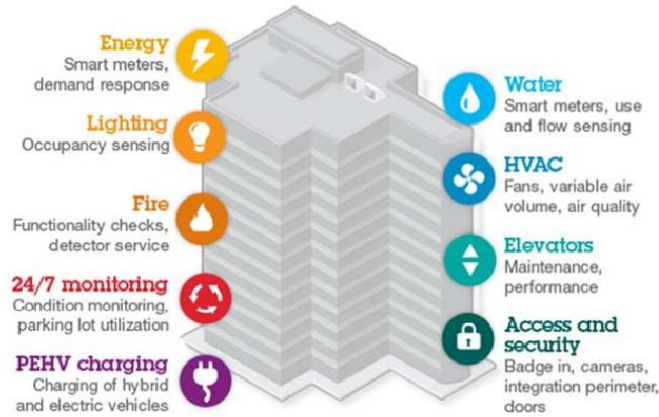 Energy
Smart meters,
demand response
Lighting
Occupancy sensing
Fire
Functionality checks,
detector service
24/7 monitoring
Condition monitoring,
parking lot utilization
PEHV charging
Charging of hybrid
and electric vehicles
Water
Smart meters, use
and flow sensing
HVAC
Fans, variable air
volume, air quality
Elevators
Maintenance,
performance
Access and
security
Badge in, cameras,
integration perimeter,
doors